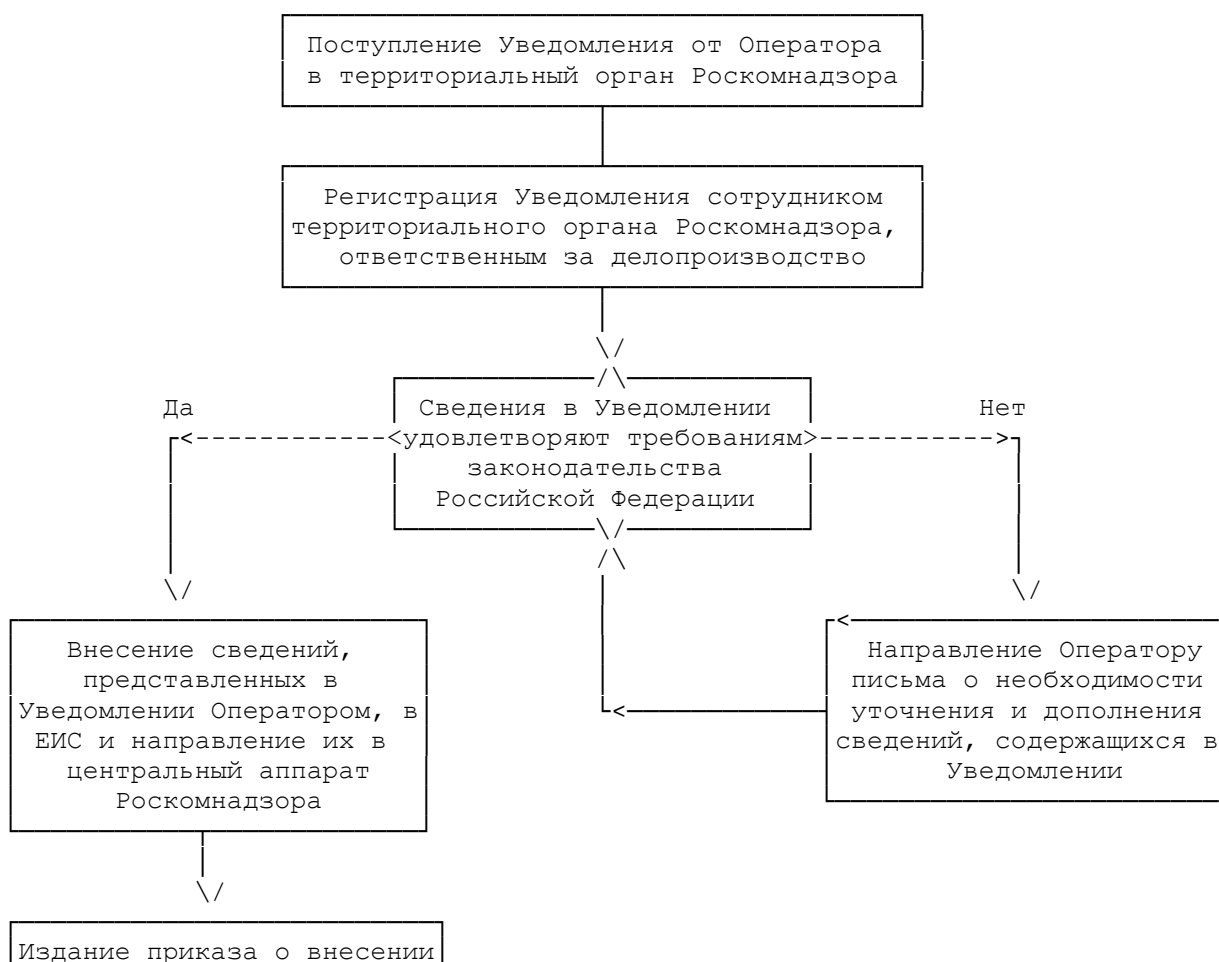 Поступление Уведомления от Оператора
в территориальный орган Роскомнадзора
Регистрация Уведомления сотрудником
территориального органа Роскомнадзора,
ответственным за делопроизводство
Да
Сведения в Уведомлении
удовлетворяют требованиям
законодательства
Российской Федерации
Нет
Внесение сведений,
представленных в
Уведомлении Оператором, в
ЕИС и направление их в
центральный аппарат
Роскомнадзора
Направление Оператору
письма о необходимости
уточнения и дополнения
сведений, содержащихся в
Уведомлении
Издание приказа о внесении